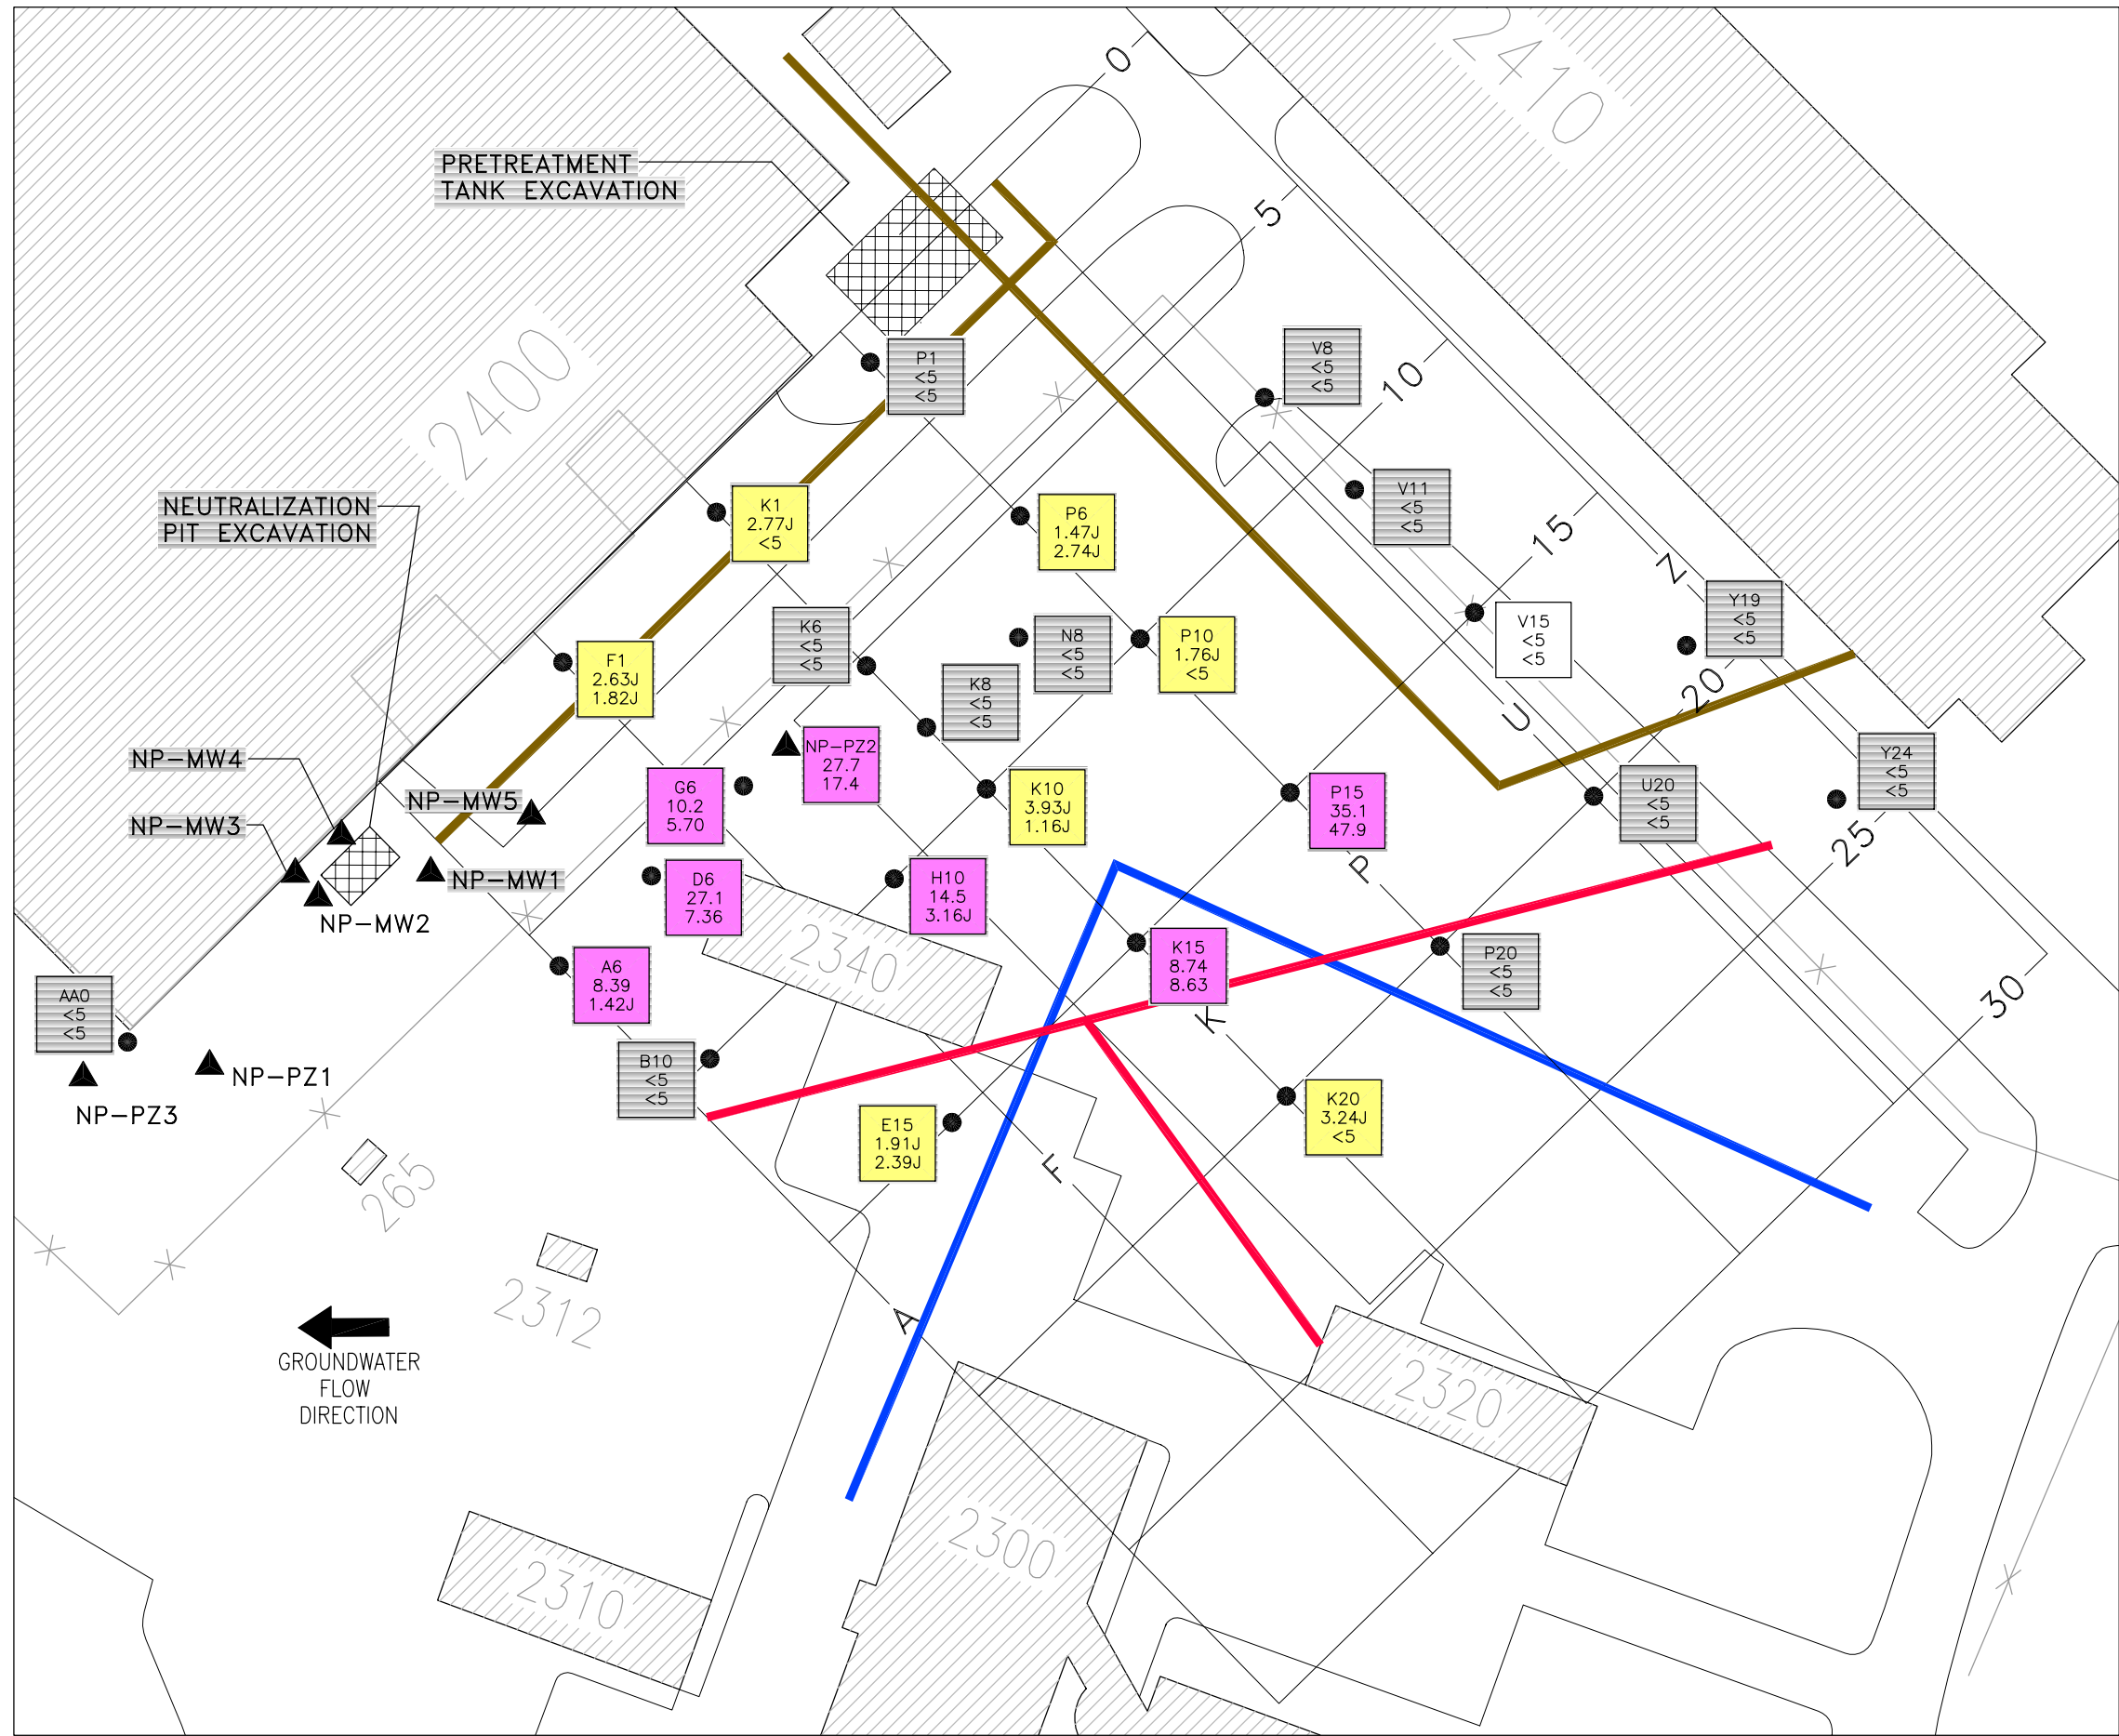 2410
0
PRETREATMENT
TANK EXCAVATION
5
2400
P1
<5
<5
V8
<5
<5
10
NEUTRALIZATION
PIT EXCAVATION
K1
2.77J
<5
P6
1.47J
2.74J
V11
<5
<5
15
Z
F1
2.63J
1.82J
K6
<5
<5
N8
<5
<5
P10
1.76J
<5
V15
<5
<5
Y19
<5
<5
K8
<5
<5
20
U
NP-MW4
NP-PZ2
27.7
17.4
Y24
<5
<5
NP-MW5
G6
10.2
5.70
K10
3.93J
1.16J
P15
35.1
47.9
U20
<5
<5
NP-MW3
25
P
NP-MW1
D6
27.1
7.36
H10
14.5
3.16J
NP-MW2
2340
K15
8.74
8.63
P20
<5
<5
A6
8.39
1.42J
AA0
<5
<5
30
K
B10
<5
<5
NP-PZ1
NP-PZ3
E15
1.91J
2.39J
K20
3.24J
<5
F
265
2312
A
GROUNDWATER
FLOW
DIRECTION
2320
2300
2310